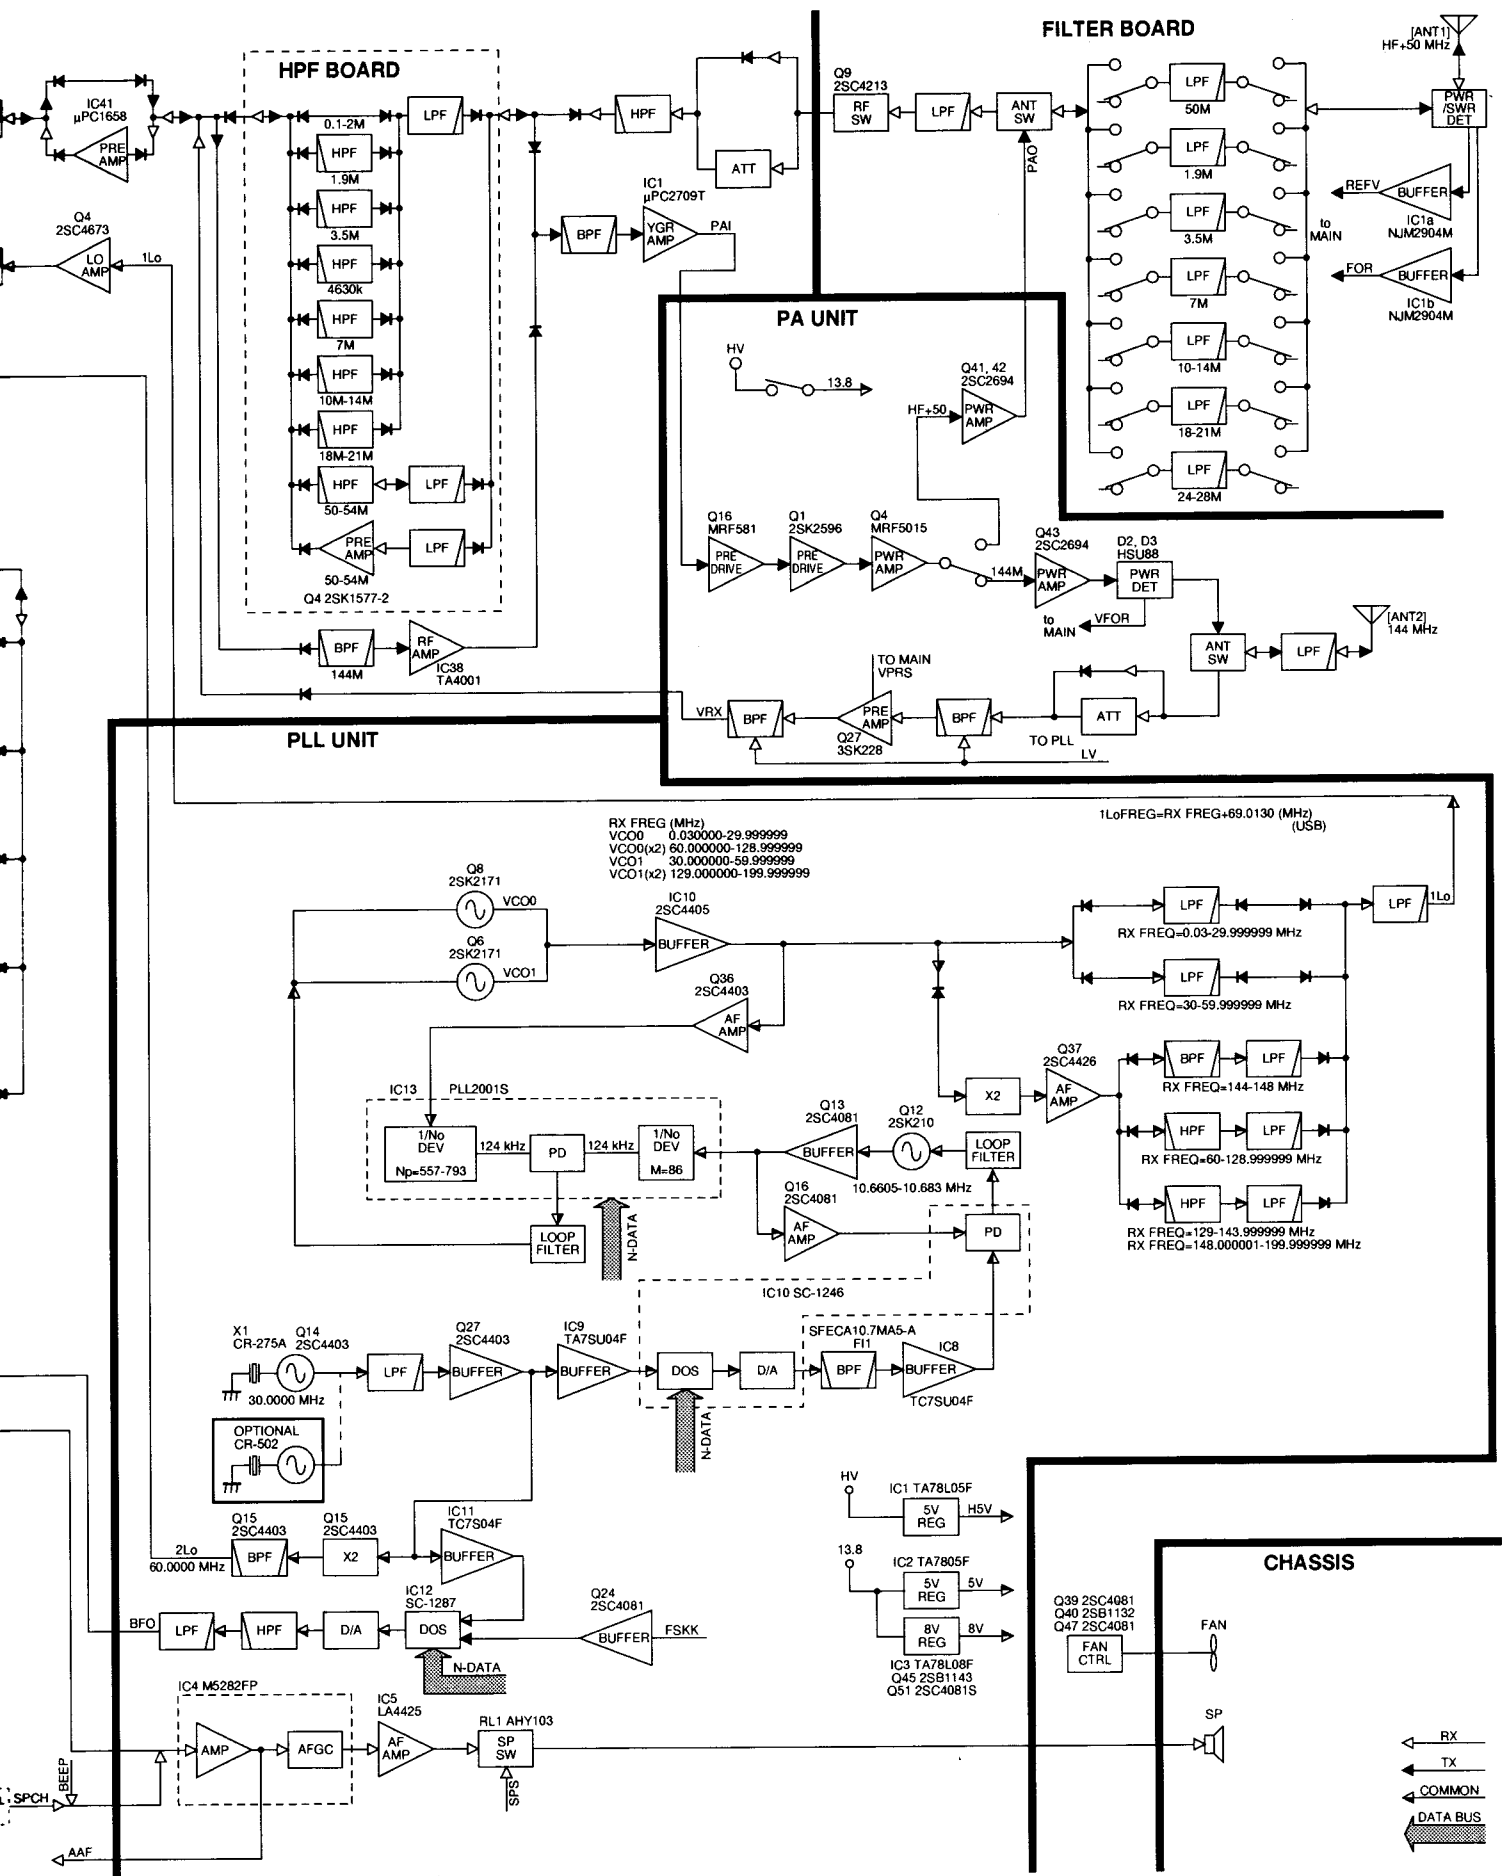 FILTER BOARD
[ANT1]
HF+50 MHz
HPF BOARD
IC41
µPC1658
PRE
AMP
0.1-2M
LPF
HPF
1.9M
HPF
3.5M
HPF
4630k
HPF
7M
HPF
10M-14M
HPF
18M-21M
HPF
LPF
50-54M
PRE
AMP
LPF
50-54M
Q4 2SK1577-2
BPF
144M
RF
AMP
IC38
TA4001
Q4
2SC4673
LO
AMP
1Lo
HPF
ATT
IC1
µPC2709T
BPF
YGR
AMP
PAI
Q9
2SC4213
RF
SW
LPF
ANT
SW
PAO
LPF
50M
LPF
1.9M
LPF
3.5M
LPF
7M
LPF
10-14M
LPF
18-21M
LPF
24-28M
to
MAIN
PWR
/SWR
DET
REFV
BUFFER
IC1a
NJM2904M
FOR
BUFFER
IC1b
NJM2904M
PA UNIT
HV
13.8
Q41, 42
2SC2694
HF+50
PWR
AMP
Q16
MRF581
PRE
DRIVE
Q1
2SK2596
PRE
DRIVE
Q4
MRF5015
PWR
AMP
144M
Q43
2SC2694
PWR
AMP
D2, D3
HSU88
PWR
DET
to
MAIN
VFOR
[ANT2]
144 MHz
ANT
SW
LPF
TO MAIN
VPRS
VRX
BPF
PRE
AMP
Q27
3SK228
BPF
ATT
TO PLL
LV
PLL UNIT
RX FREG (MHz)
VCO0 0.030000-29.999999
VCO0(x2) 60.000000-128.999999
VCO1 30.000000-59.999999
VCO1(x2) 129.000000-199.999999
1LoFREG=RX FREG+69.0130 (MHz)
(USB)
Q8
2SK2171
VCO0
Q6
2SK2171
VCO1
IC10
2SC4405
BUFFER
Q36
2SC4403
AF
AMP
LPF
RX FREQ=0.03-29.999999 MHz
LPF
RX FREQ=30-59.999999 MHz
LPF
1Lo
Q37
2SC4426
X2
AF
AMP
BPF
LPF
RX FREQ=144-148 MHz
HPF
LPF
RX FREQ=60-128.999999 MHz
HPF
LPF
RX FREQ=129-143.999999 MHz
RX FREQ=148.000001-199.999999 MHz
IC13
PLL2001S
1/No
DEV
Np=557-793
124 kHz
PD
124 kHz
1/No
DEV
M=86
LOOP
FILTER
N-DATA
Q13
2SC4081
BUFFER
Q12
2SK210
LOOP
FILTER
10.6605-10.683 MHz
Q16
2SC4081
AF
AMP
PD
IC10 SC-1246
X1
CR-275A
Q14
2SC4403
30.0000 MHz
LPF
Q27
2SC4403
BUFFER
IC9
TA7SU04F
BUFFER
DOS
D/A
SFECA10.7MA5-A
FI1
BPF
IC8
BUFFER
TC7SU04F
N-DATA
OPTIONAL
CR-502
2Lo
60.0000 MHz
Q15
2SC4403
BPF
Q15
2SC4403
X2
IC11
TC7S04F
BUFFER
BFO
LPF
HPF
D/A
IC12
SC-1287
DOS
N-DATA
Q24
2SC4081
BUFFER
FSKK
HV
IC1 TA78L05F
5V
REG
H5V
13.8
IC2 TA7805F
5V
REG
5V
8V
REG
8V
IC3 TA78L08F
Q45 2SB1143
Q51 2SC4081S
IC4 M5282FP
AMP
AFGC
IC5
LA4425
AF
AMP
RL1 AHY103
SP
SW
SPS
BEEP
SPCH
AAF
CHASSIS
Q39 2SC4081
Q40 2SB1132
Q47 2SC4081
FAN
CTRL
FAN
SP
RX
TX
COMMON
DATA BUS